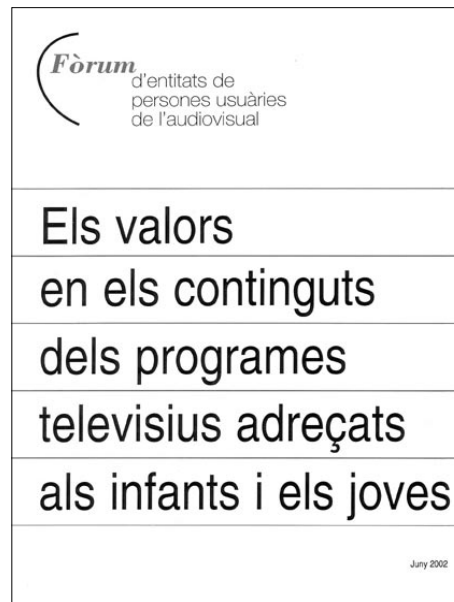 Fòrum
d'entitats de
persones usuàries
de l'audiovisual
Els valors
en els continguts
dels programes
televisius adreçats
als infants i els joves
Juny 2002